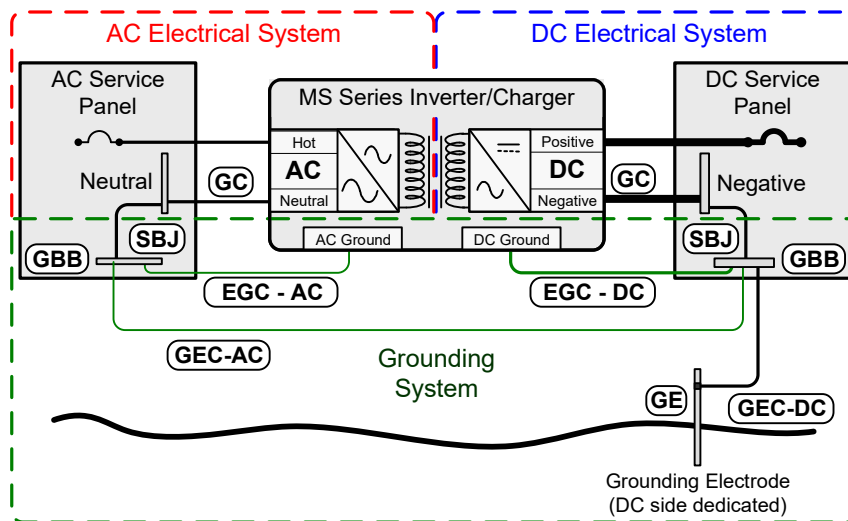 AC Electrical System
DC Electrical System
AC Service
Panel
MS Series Inverter/Charger
DC Service
Panel
Hot
AC
Neutral
Positive
DC
Negative
Neutral
GC
GC
Negative
SBJ
AC Ground
DC Ground
SBJ
GBB
GBB
EGC - AC
EGC - DC
GEC-AC
Grounding
System
GE
GEC-DC
Grounding Electrode
(DC side dedicated)